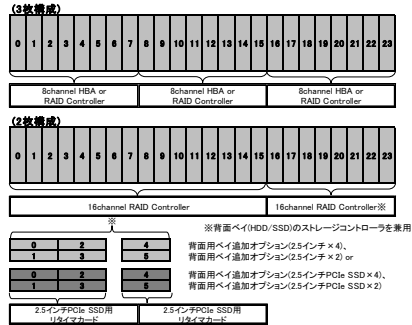 (3枚構成)
0 1 2 3 4 5 6 7 8 9 10 11 12 13 14 15 16 17 18 19 20 21 22 23
8channel HBA or RAID Controller
8channel HBA or RAID Controller
8channel HBA or RAID Controller
(2枚構成)
0 1 2 3 4 5 6 7 8 9 10 11 12 13 14 15 16 17 18 19 20 21 22 23
16channel RAID Controller
16channel RAID Controller※
※
※背面ベイ(HDD/SSD)のストレージコントローラを兼用
0 2 4
1 3 5
背面用ベイ追加オプション(2.5インチ×4)、
背面用ベイ追加オプション(2.5インチ×2) or
0 2 4
1 3 5
背面用ベイ追加オプション(2.5インチPCIe SSD×4)、
背面用ベイ追加オプション(2.5インチPCIe SSD×2)
2.5インチPCIe SSD用
リタイマカード
2.5インチPCIe SSD用
リタイマカード